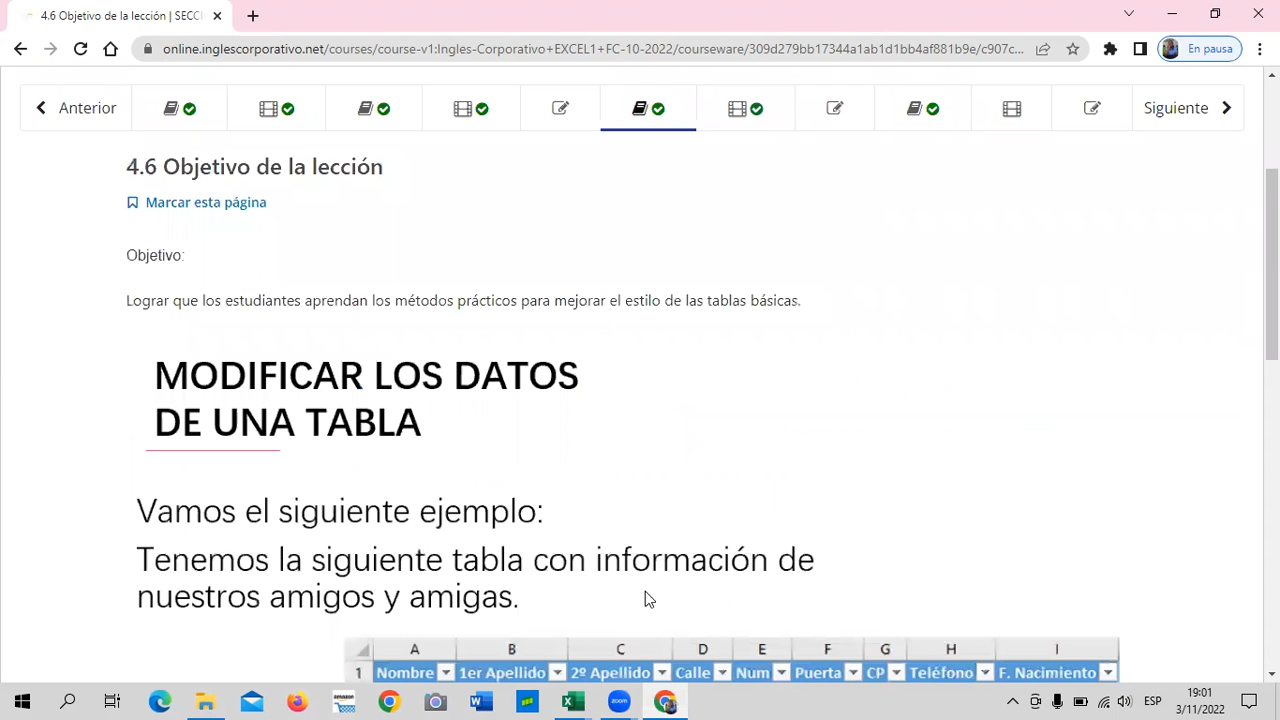 4.6 Objetivo de la lección | SECCI
online.inglescorporativo.net/courses/course-v1:Ingles-Corporativo+EXCEL1+FC-10-2022/courseware/309d279bb17344a1ab1d1bb4af881b9e/c907c...
En pausa
Anterior
Siguiente
4.6 Objetivo de la lección
Marcar esta página
Objetivo:
Lograr que los estudiantes aprendan los métodos prácticos para mejorar el estilo de las tablas básicas.
MODIFICAR LOS DATOS
DE UNA TABLA
Vamos el siguiente ejemplo:
Tenemos la siguiente tabla con información de
nuestros amigos y amigas.
A B C D E F G H I
1 Nombre 1er Apellido 2º Apellido Calle Num Puerta CP Teléfono F. Nacimiento
amazon
zoom
ESP
19:01
3/11/2022